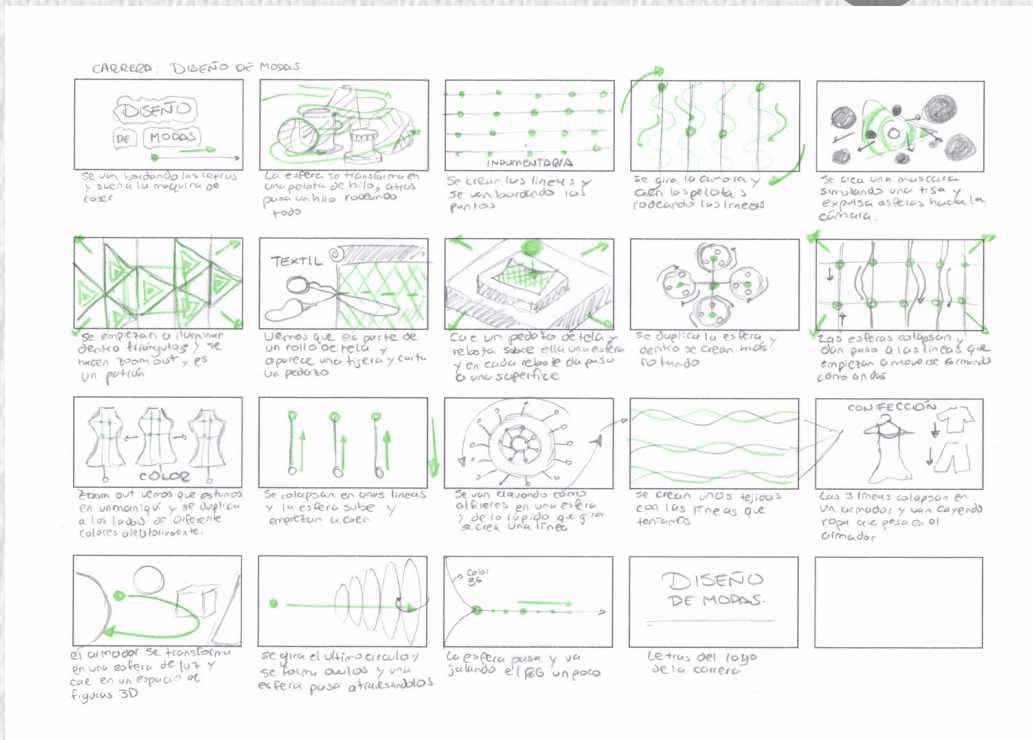 CARRERA: DISEÑO DE MODAS
DISEÑO
DE MODAS
se van bordando las letras
y suena la maquina de
coser
La esfera se transforma en
una pelota de hilo, atras
pasa un hilo rodeando
todo
INDUMENTARIA
Se crean las lineas y
se van bordando los
puntos
se gira la camara y
caen las pelotas
rodeando las lineas
se crea una mascara
simulando una tiza y
expulsa esferas hacia la
cámara.
se empiezan a iluminar
dentro triangulos y se
hacen zoom out y es
un patrón
TEXTIL
Vemos que es parte de
un rollo de tela y
aparece una tijera y corta
un pedazo
Cae un pedazo de tela y
rebota sobre ella una esfera
y en cada rebote da paso
a una superfice
se duplica la esfera y
dentro se crean más
rotando
Las esferas colapsan y
dan paso a las lineas que
empiezan a moverse formando
como ondas
COLOR
Zoom out vemos que estamos
en un maniquí y se duplica
a los lados de diferente
colores aleatoriamente.
Se colapsan en unas lineas
y la esfera sube y
empiezan a caer
Se van clavando como
alfileres en una esfera
y de lo rápido que gira
se crea una línea
se crean unos tejidos
con las líneas que
teníamos
CONFECCIÓN
Las 3 líneas colapsan en
un armador y van cayendo
ropa que posa en el
armador
el armador se transforma
en una esfera de luz y
cae en un espacio de
figuras 3D
se gira el ultimo circulo y
se forma ovalos y una
esfera pasa atravesandolos
Color
BG
La esfera pasa y va
jalando el BG un poco
DISEÑO
DE MODAS.
Letras del logo
de la carrera